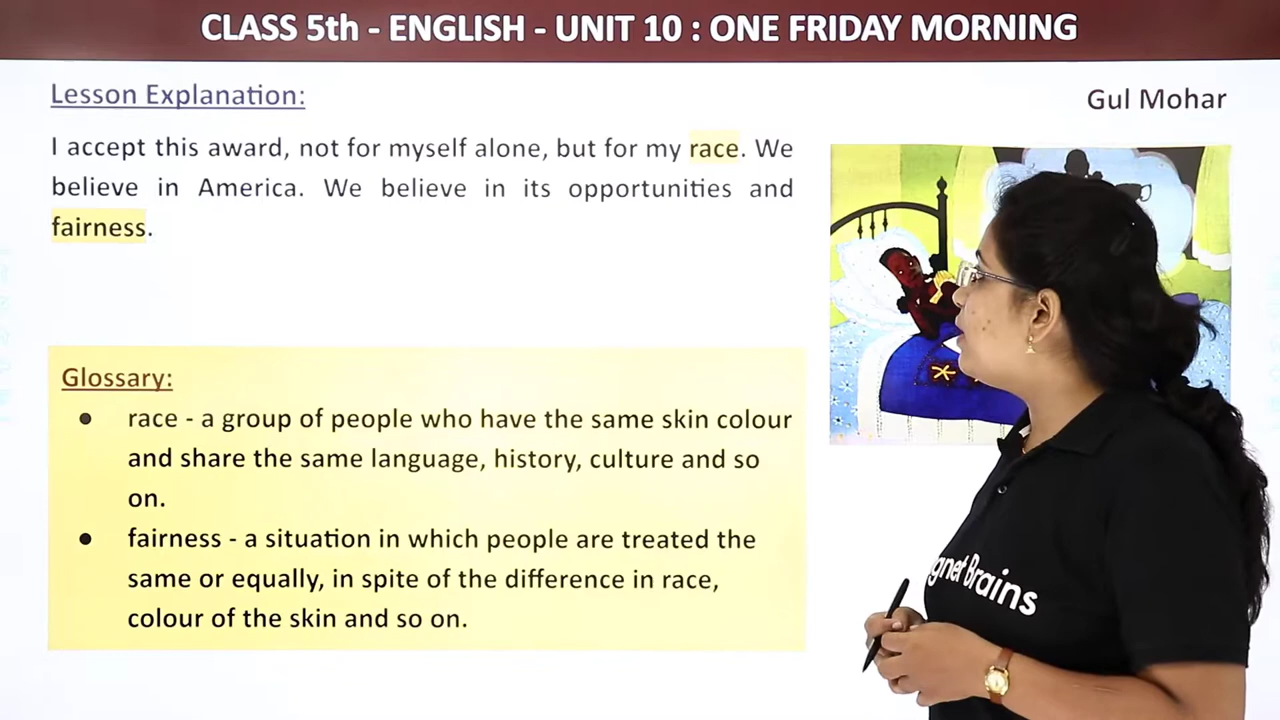 CLASS 5th - ENGLISH - UNIT 10 : ONE FRIDAY MORNING
Lesson Explanation:
Gul Mohar
I accept this award, not for myself alone, but for my race. We
believe in America. We believe in its opportunities and
fairness.
Glossary:
● race - a group of people who have the same skin colour
and share the same language, history, culture and so
on.
● fairness - a situation in which people are treated the
same or equally, in spite of the difference in race,
colour of the skin and so on.
gnet Brains